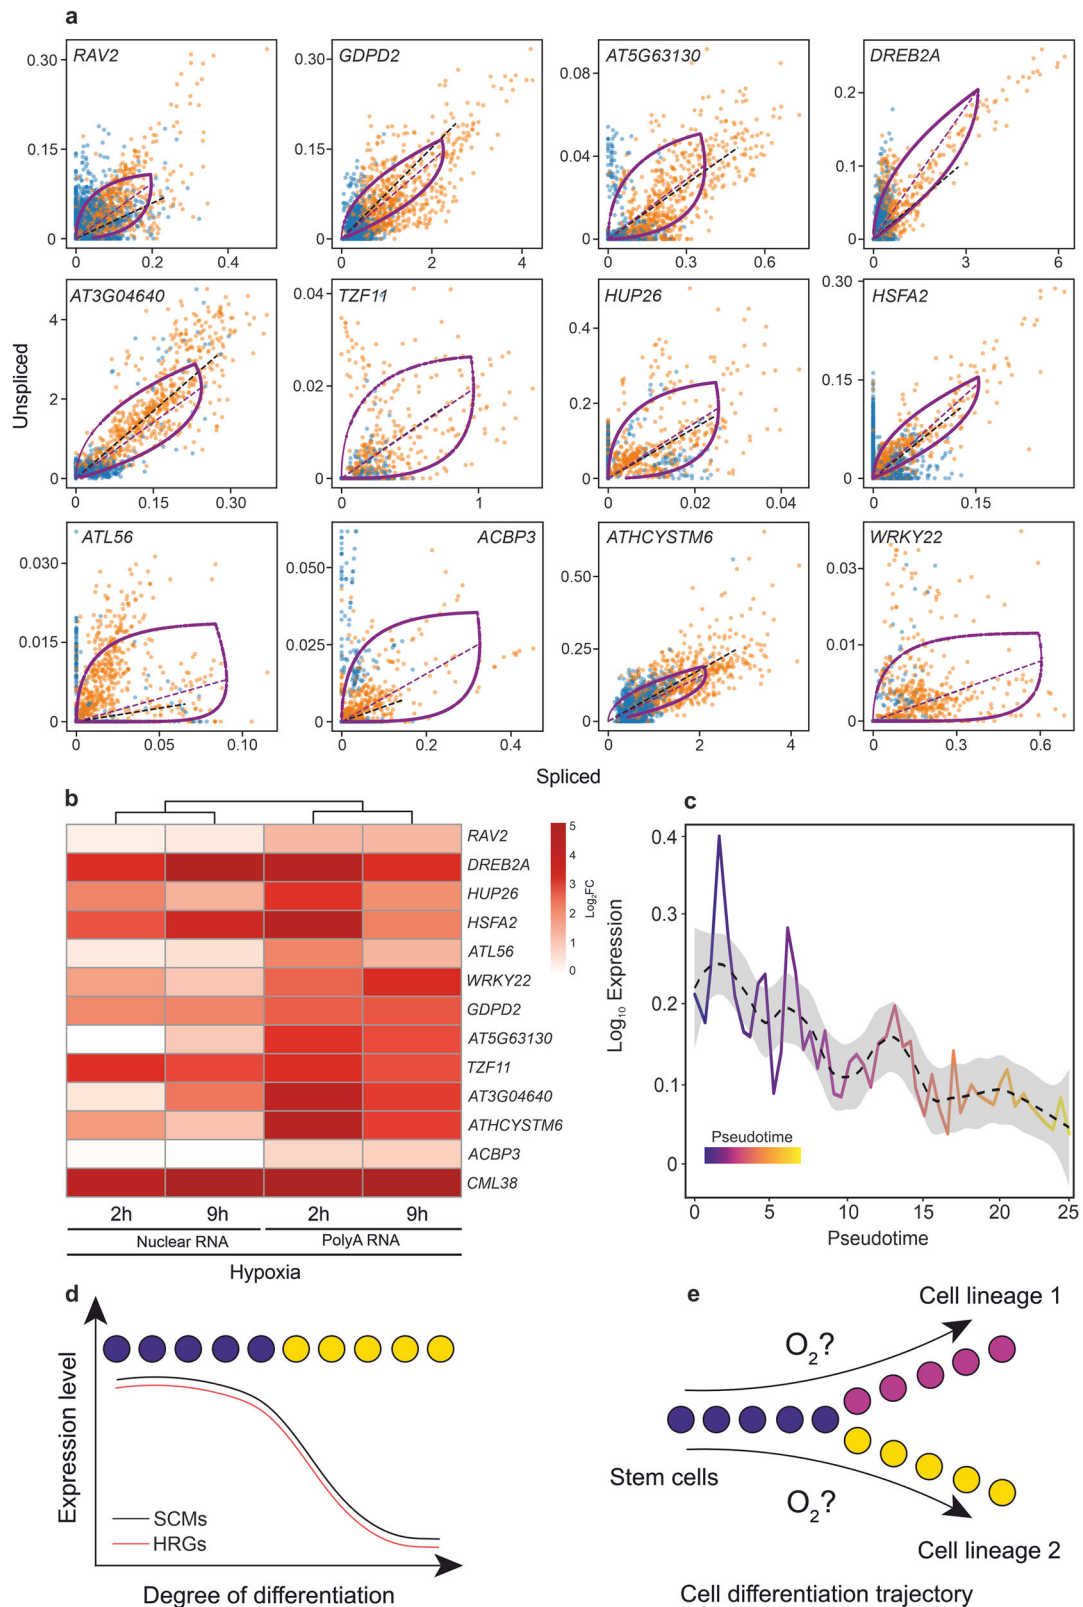 a
RAV2
GDPD2
AT5G63130
DREB2A
0.30
0.15
0
0 0.2 0.4
0.30
0.15
0
0 2 4
0.08
0.04
0
0 0.3 0.6
0.2
0.1
0
0 3 6
AT3G04640
TZF11
HUP26
HSFA2
4
2
0
0 0.15 0.30
0.04
0.02
0
0 1
0.4
0.2
0
0 0.02 0.04
0.30
0.15
0
0 0.15
Unspliced
ATL56
ACBP3
ATHCYSTM6
WRKY22
0.030
0.015
0
0 0.05 0.10
0.050
0.025
0
0 0.2 0.4
0.50
0.25
0
0 2 4
0.03
0.01
0
0 0.3 0.6
Spliced
b
RAV2
DREB2A
HUP26
HSFA2
ATL56
WRKY22
GDPD2
AT5G63130
TZF11
AT3G04640
ATHCYSTM6
ACBP3
CML38
5
4
3
2
1
0
Log₂FC
2h 9h 2h 9h
Nuclear RNA PolyA RNA
Hypoxia
c
0.4
0.3
0.2
0.1
0
Log₁₀ Expression
Pseudotime
0 5 10 15 20 25
Pseudotime
d
Expression level
SCMs
HRGs
Degree of differentiation
e
Cell lineage 1
O₂?
Stem cells
O₂?
Cell lineage 2
Cell differentiation trajectory